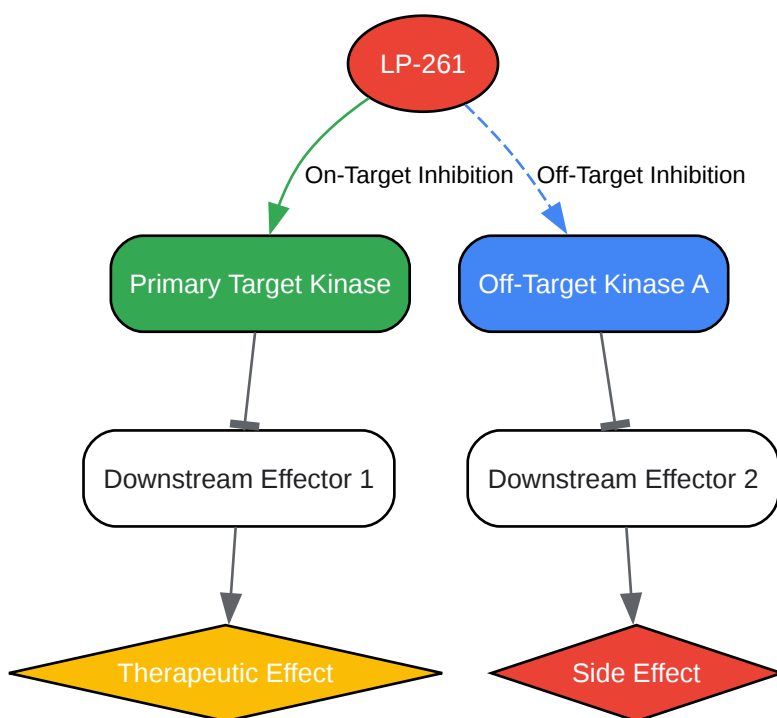 LP-261
On-Target Inhibition
Off-Target Inhibition
Primary Target Kinase
Off-Target Kinase A
Downstream Effector 1
Downstream Effector 2
Therapeutic Effect
Side Effect